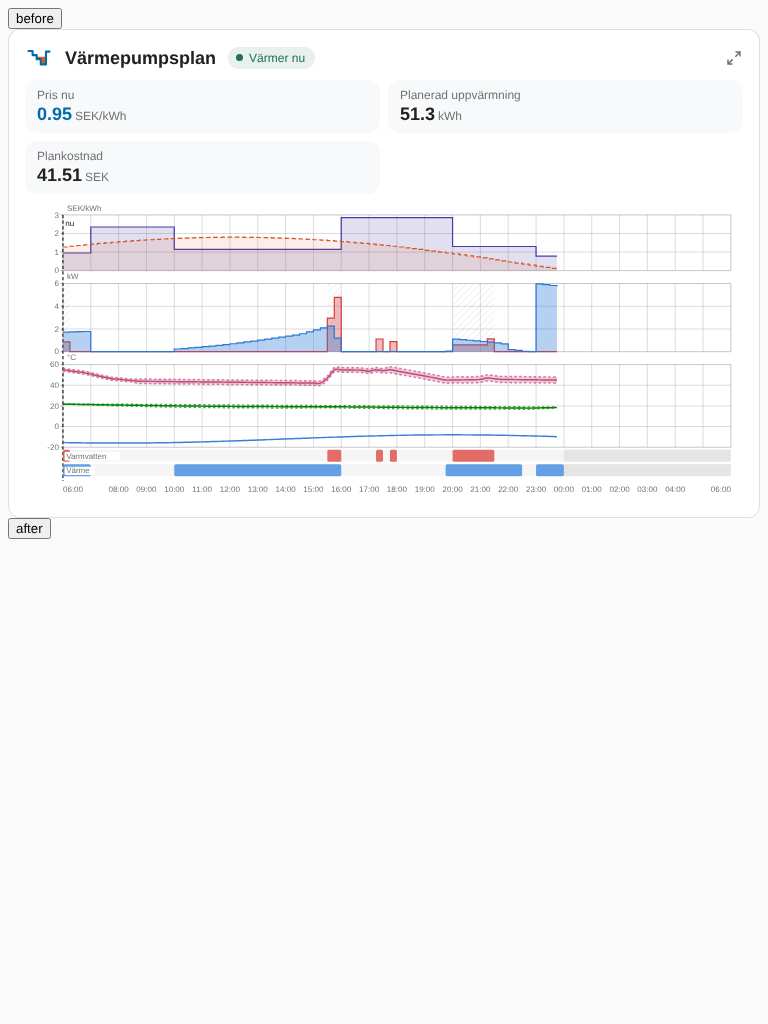 before
Värmepumpsplan
Värmer nu
Pris nu
0.95 SEK/kWh
Planerad uppvärmning
51.3 kWh
Plankostnad
41.51 SEK
SEK/kWh
3
nu
2
1
0
kW
6
4
2
0
°C
60
40
20
0
-20
Varmvatten
Värme
06:00 08:00 09:00 10:00 11:00 12:00 13:00 14:00 15:00 16:00 17:00 18:00 19:00 20:00 21:00 22:00 23:00 00:00 01:00 02:00 03:00 04:00 06:00
after